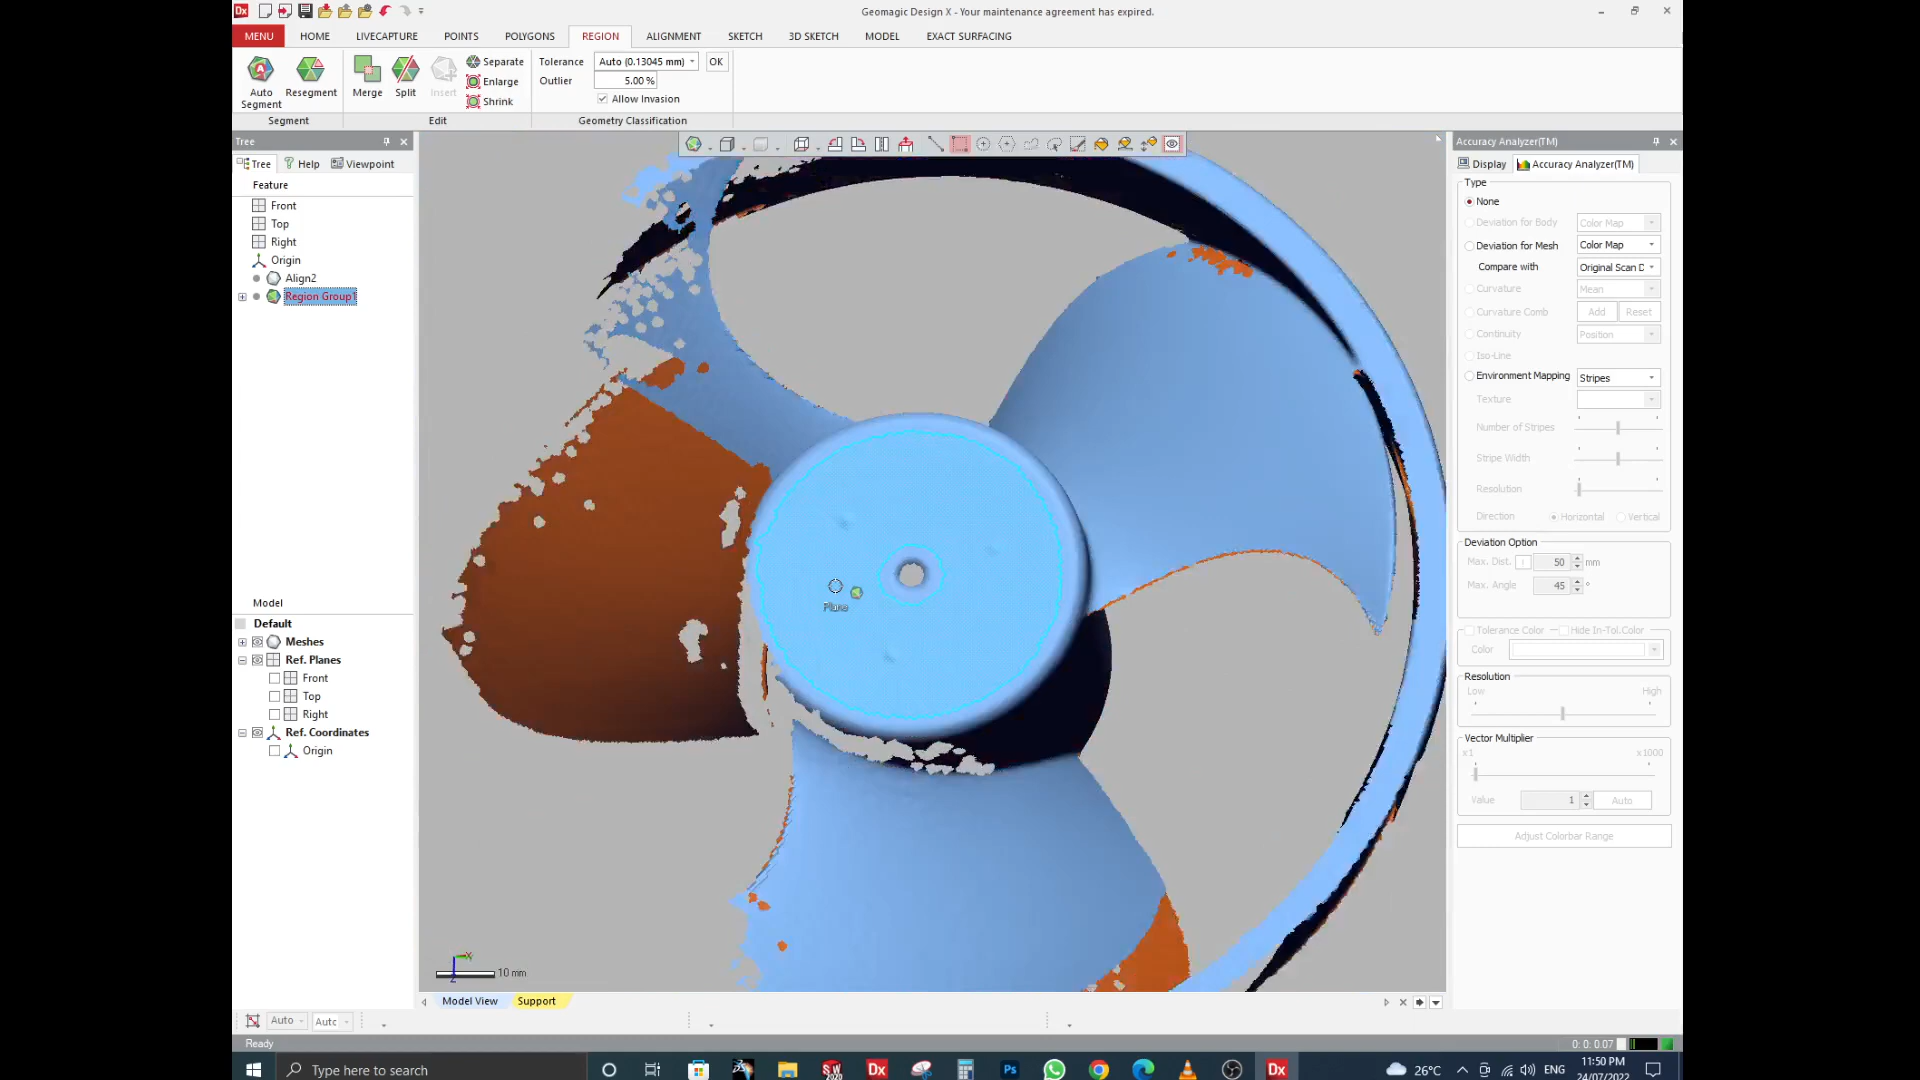 Geomagic Design X - Your maintenance agreement has expired.
MENU HOME LIVECAPTURE POINTS POLYGONS REGION ALIGNMENT SKETCH 3D SKETCH MODEL EXACT SURFACING
Auto Segment
Resegment
Merge
Split
Insert
Separate
Enlarge
Shrink
Tolerance Auto (0.13045 mm) OK
Outlier 5.00 %
Allow Invasion
Segment Edit Geometry Classification
Tree
Tree Help Viewpoint
Feature
Front
Top
Right
Origin
Align2
Region Group1
Model
Default
Meshes
Ref. Planes
Front
Top
Right
Ref. Coordinates
Origin
Plane
10 mm
Model View Support
Accuracy Analyzer(TM)
Display Accuracy Analyzer(TM)
Type
None
Deviation for Body Color Map
Deviation for Mesh Color Map
Compare with Original Scan D
Curvature Mean
Curvature Comb Add Reset
Continuity Position
Iso-Line
Environment Mapping Stripes
Texture
Number of Stripes
Stripe Width
Resolution
Direction Horizontal Vertical
Deviation Option
Max. Dist. 50 mm
Max. Angle 45 °
Tolerance Color Hide In-Tol.Color
Color
Resolution
Low High
Vector Multiplier
x1 x1000
Value 1 Auto
Adjust Colorbar Range
Auto Auto
Ready
0: 0: 0.07
Type here to search
26°C ENG
11:50 PM
24/07/2022